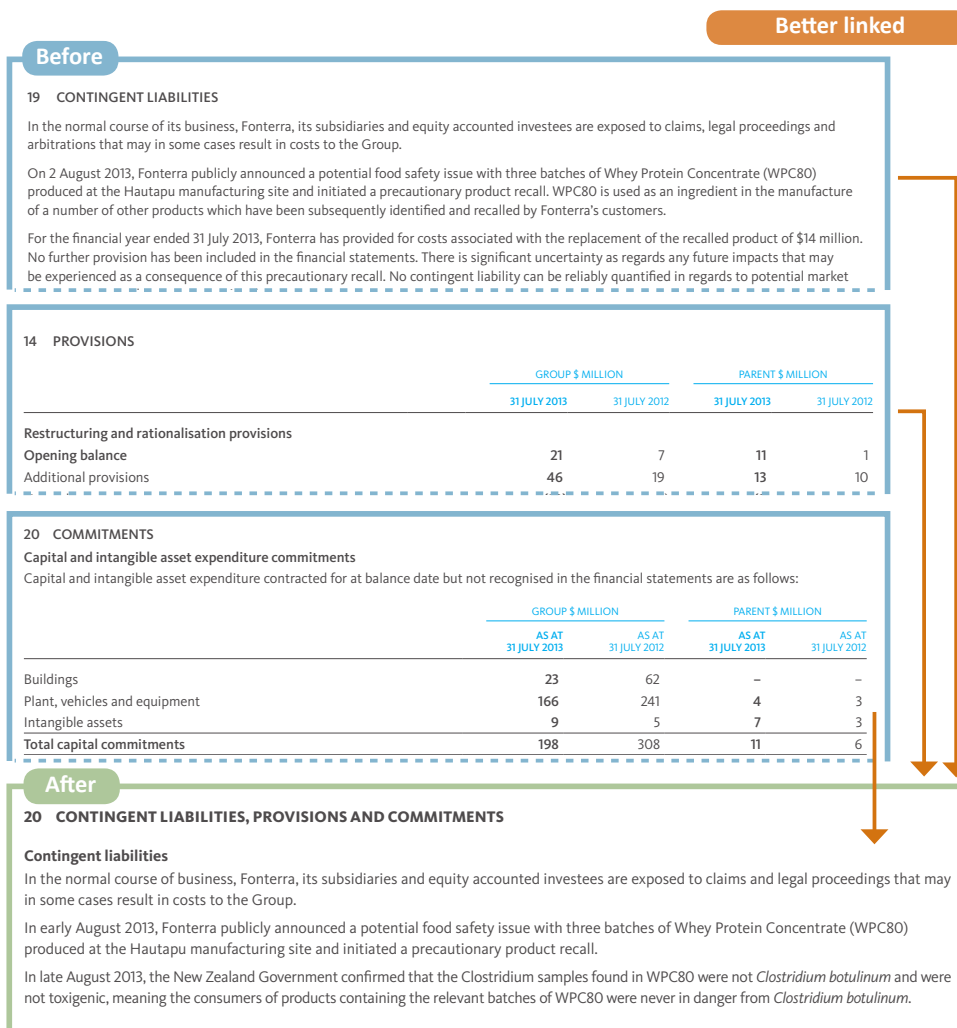 Better linked
Before
19 CONTINGENT LIABILITIES
In the normal course of its business, Fonterra, its subsidiaries and equity accounted investees are exposed to claims, legal proceedings and
arbitrations that may in some cases result in costs to the Group.
On 2 August 2013, Fonterra publicly announced a potential food safety issue with three batches of Whey Protein Concentrate (WPC80)
produced at the Hautapu manufacturing site and initiated a precautionary product recall. WPC80 is used as an ingredient in the manufacture
of a number of other products which have been subsequently identified and recalled by Fonterra's customers.
For the financial year ended 31 July 2013, Fonterra has provided for costs associated with the replacement of the recalled product of $14 million.
No further provision has been included in the financial statements. There is significant uncertainty as regards any future impacts that may
be experienced as a consequence of this precautionary recall. No contingent liability can be reliably quantified in regards to potential market
14 PROVISIONS
GROUP $ MILLION PARENT $ MILLION
31 JULY 2013 31 JULY 2012 31 JULY 2013 31 JULY 2012
Restructuring and rationalisation provisions
Opening balance 21 7 11 1
Additional provisions 46 19 13 10
20 COMMITMENTS
Capital and intangible asset expenditure commitments
Capital and intangible asset expenditure contracted for at balance date but not recognised in the financial statements are as follows:
GROUP $ MILLION PARENT $ MILLION
AS AT AS AT AS AT AS AT
31 JULY 2013 31 JULY 2012 31 JULY 2013 31 JULY 2012
Buildings 23 62 – –
Plant, vehicles and equipment 166 241 4 3
Intangible assets 9 5 7 3
Total capital commitments 198 308 11 6
After
20 CONTINGENT LIABILITIES, PROVISIONS AND COMMITMENTS
Contingent liabilities
In the normal course of business, Fonterra, its subsidiaries and equity accounted investees are exposed to claims and legal proceedings that may
in some cases result in costs to the Group.
In early August 2013, Fonterra publicly announced a potential food safety issue with three batches of Whey Protein Concentrate (WPC80)
produced at the Hautapu manufacturing site and initiated a precautionary product recall.
In late August 2013, the New Zealand Government confirmed that the Clostridium samples found in WPC80 were not Clostridium botulinum and were
not toxigenic, meaning the consumers of products containing the relevant batches of WPC80 were never in danger from Clostridium botulinum.